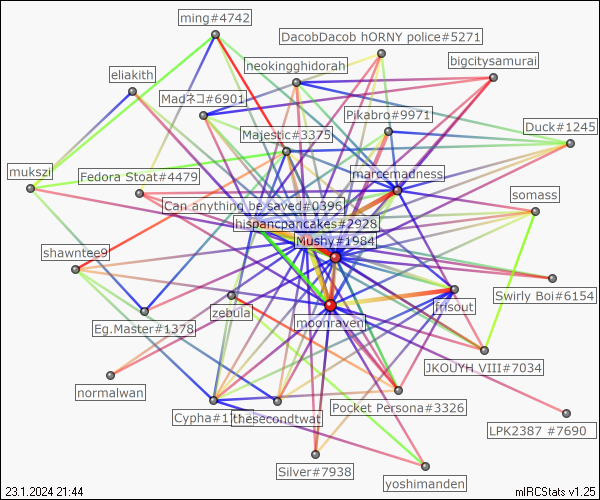 ming#4742
DacobDacob hORNY police#5271
neokingghidorah
bigcitysamurai
eliakith
Madネコ#6901
Pikabro#9971
Duck#1245
Majestic#3375
mukszi
Fedora Stoat#4479
marcemadness
Can anything be saved#0396
somass
hispancpancakes#2928
Mushy#1984
shawntee9
Swirly Boi#6154
zebula
frisout
Eg.Master#1378
moonraven
JKOUYH VIII#7034
normalwan
Pocket Persona#3326
Cypha#1
thesecondtwat
LPK2387 #7690
Silver#7938
yoshimanden
23.1.2024 21:44
mIRCStats v1.25